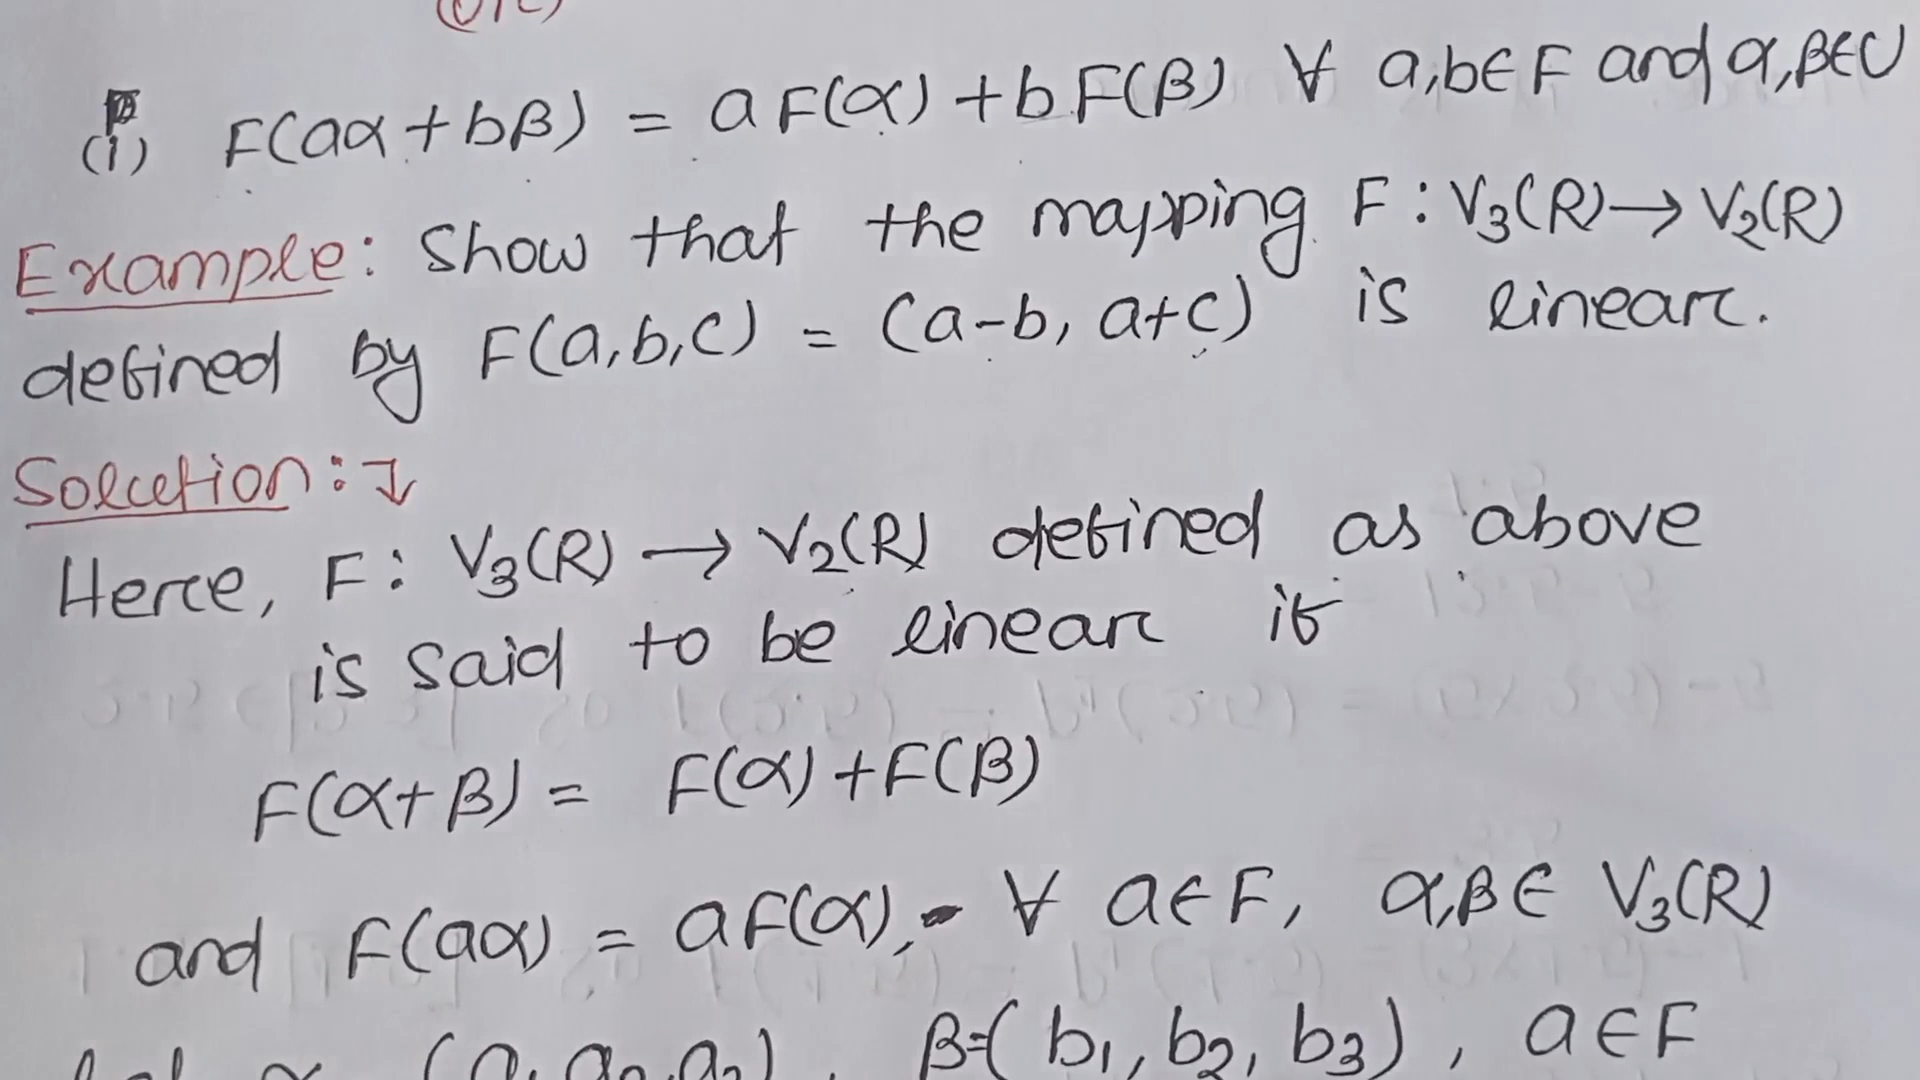 (i) F(aα+bβ) = aF(α)+bF(β) ∀ a,b∈F and α,β∈U
Example: Show that the mapping F:V₃(R)→V₂(R)
defined by F(a,b,c) = (a-b, a+c) is linear.
Solution:↓
Here, F: V₃(R) → V₂(R) defined as above
is said to be linear if
F(α+β) = F(α)+F(β)
and F(aα) = aF(α), ∀ a∈F, α,β∈ V₃(R)
β=(b₁,b₂,b₃), a∈F